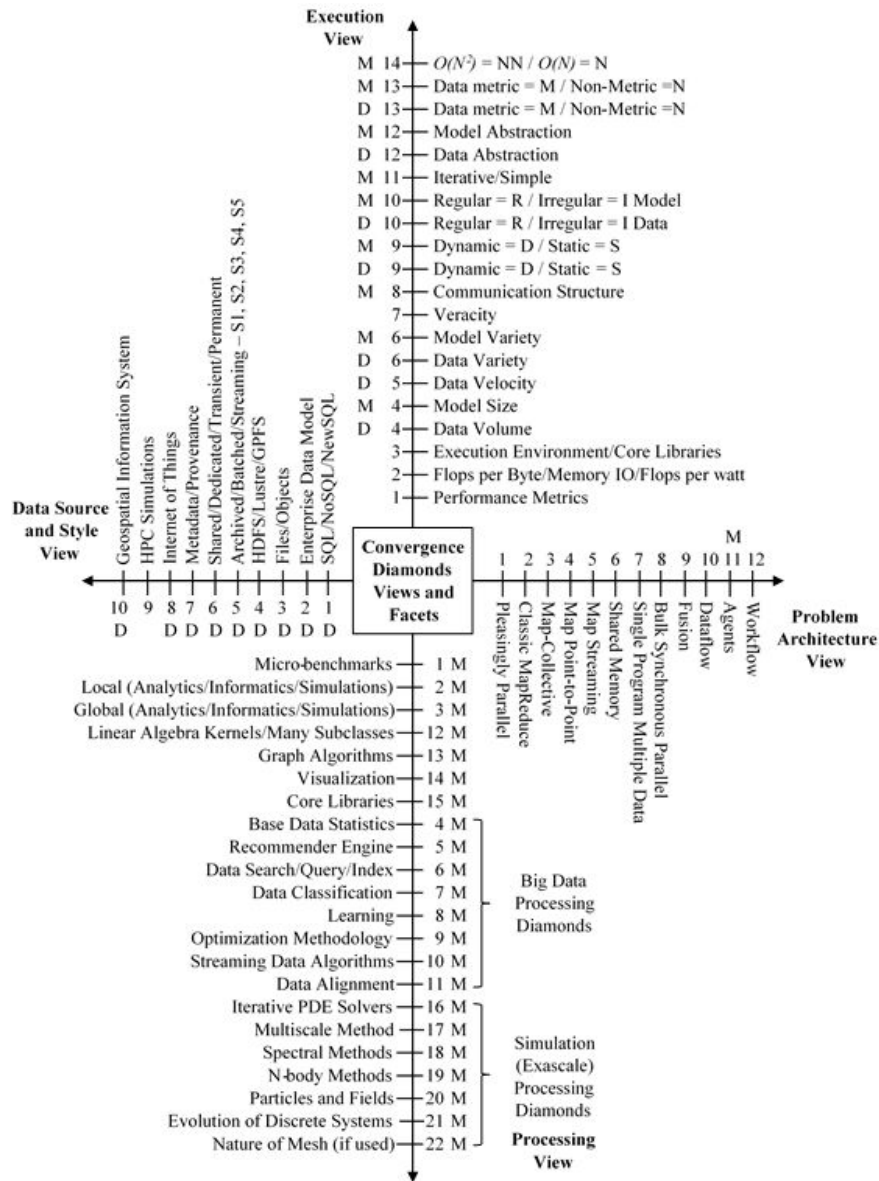 Execution
View
M 14 O(N²) = NN / O(N) = N
M 13 Data metric = M / Non-Metric =N
D 13 Data metric = M / Non-Metric =N
M 12 Model Abstraction
D 12 Data Abstraction
M 11 Iterative/Simple
M 10 Regular = R / Irregular = I Model
D 10 Regular = R / Irregular = I Data
M 9 Dynamic = D / Static = S
D 9 Dynamic = D / Static = S
M 8 Communication Structure
7 Veracity
M 6 Model Variety
D 6 Data Variety
D 5 Data Velocity
M 4 Model Size
D 4 Data Volume
3 Execution Environment/Core Libraries
2 Flops per Byte/Memory IO/Flops per watt
1 Performance Metrics
Data Source
and Style
View
Geospatial Information System
HPC Simulations
Internet of Things
Metadata/Provenance
Shared/Dedicated/Transient/Permanent
Archived/Batched/Streaming – S1, S2, S3, S4, S5
HDFS/Lustre/GPFS
Files/Objects
Enterprise Data Model
SQL/NoSQL/NewSQL
10 9 8 7 6 5 4 3 2 1
D D D D D D D D D
Convergence
Diamonds
Views and
Facets
M
1 2 3 4 5 6 7 8 9 10 11 12
Pleasingly Parallel
Classic MapReduce
Map-Collective
Map Point-to-Point
Map Streaming
Shared Memory
Single Program Multiple Data
Bulk Synchronous Parallel
Fusion
Dataflow
Agents
Workflow
Problem
Architecture
View
Micro-benchmarks 1 M
Local (Analytics/Informatics/Simulations) 2 M
Global (Analytics/Informatics/Simulations) 3 M
Linear Algebra Kernels/Many Subclasses 12 M
Graph Algorithms 13 M
Visualization 14 M
Core Libraries 15 M
Base Data Statistics 4 M
Recommender Engine 5 M
Data Search/Query/Index 6 M
Data Classification 7 M
Learning 8 M
Optimization Methodology 9 M
Streaming Data Algorithms 10 M
Data Alignment 11 M
Big Data
Processing
Diamonds
Iterative PDE Solvers 16 M
Multiscale Method 17 M
Spectral Methods 18 M
N-body Methods 19 M
Particles and Fields 20 M
Evolution of Discrete Systems 21 M
Nature of Mesh (if used) 22 M
Simulation
(Exascale)
Processing
Diamonds
Processing
View